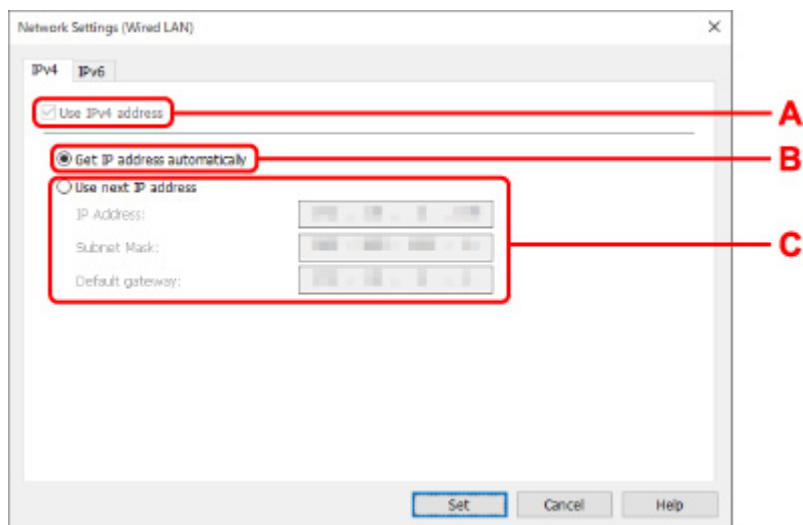 Network Settings (Wired LAN)
IPv4 IPv6
Use IPv4 address
A
Get IP address automatically
B
Use next IP address
IP Address:
Subnet Mask:
C
Default gateway:
Set Cancel Help